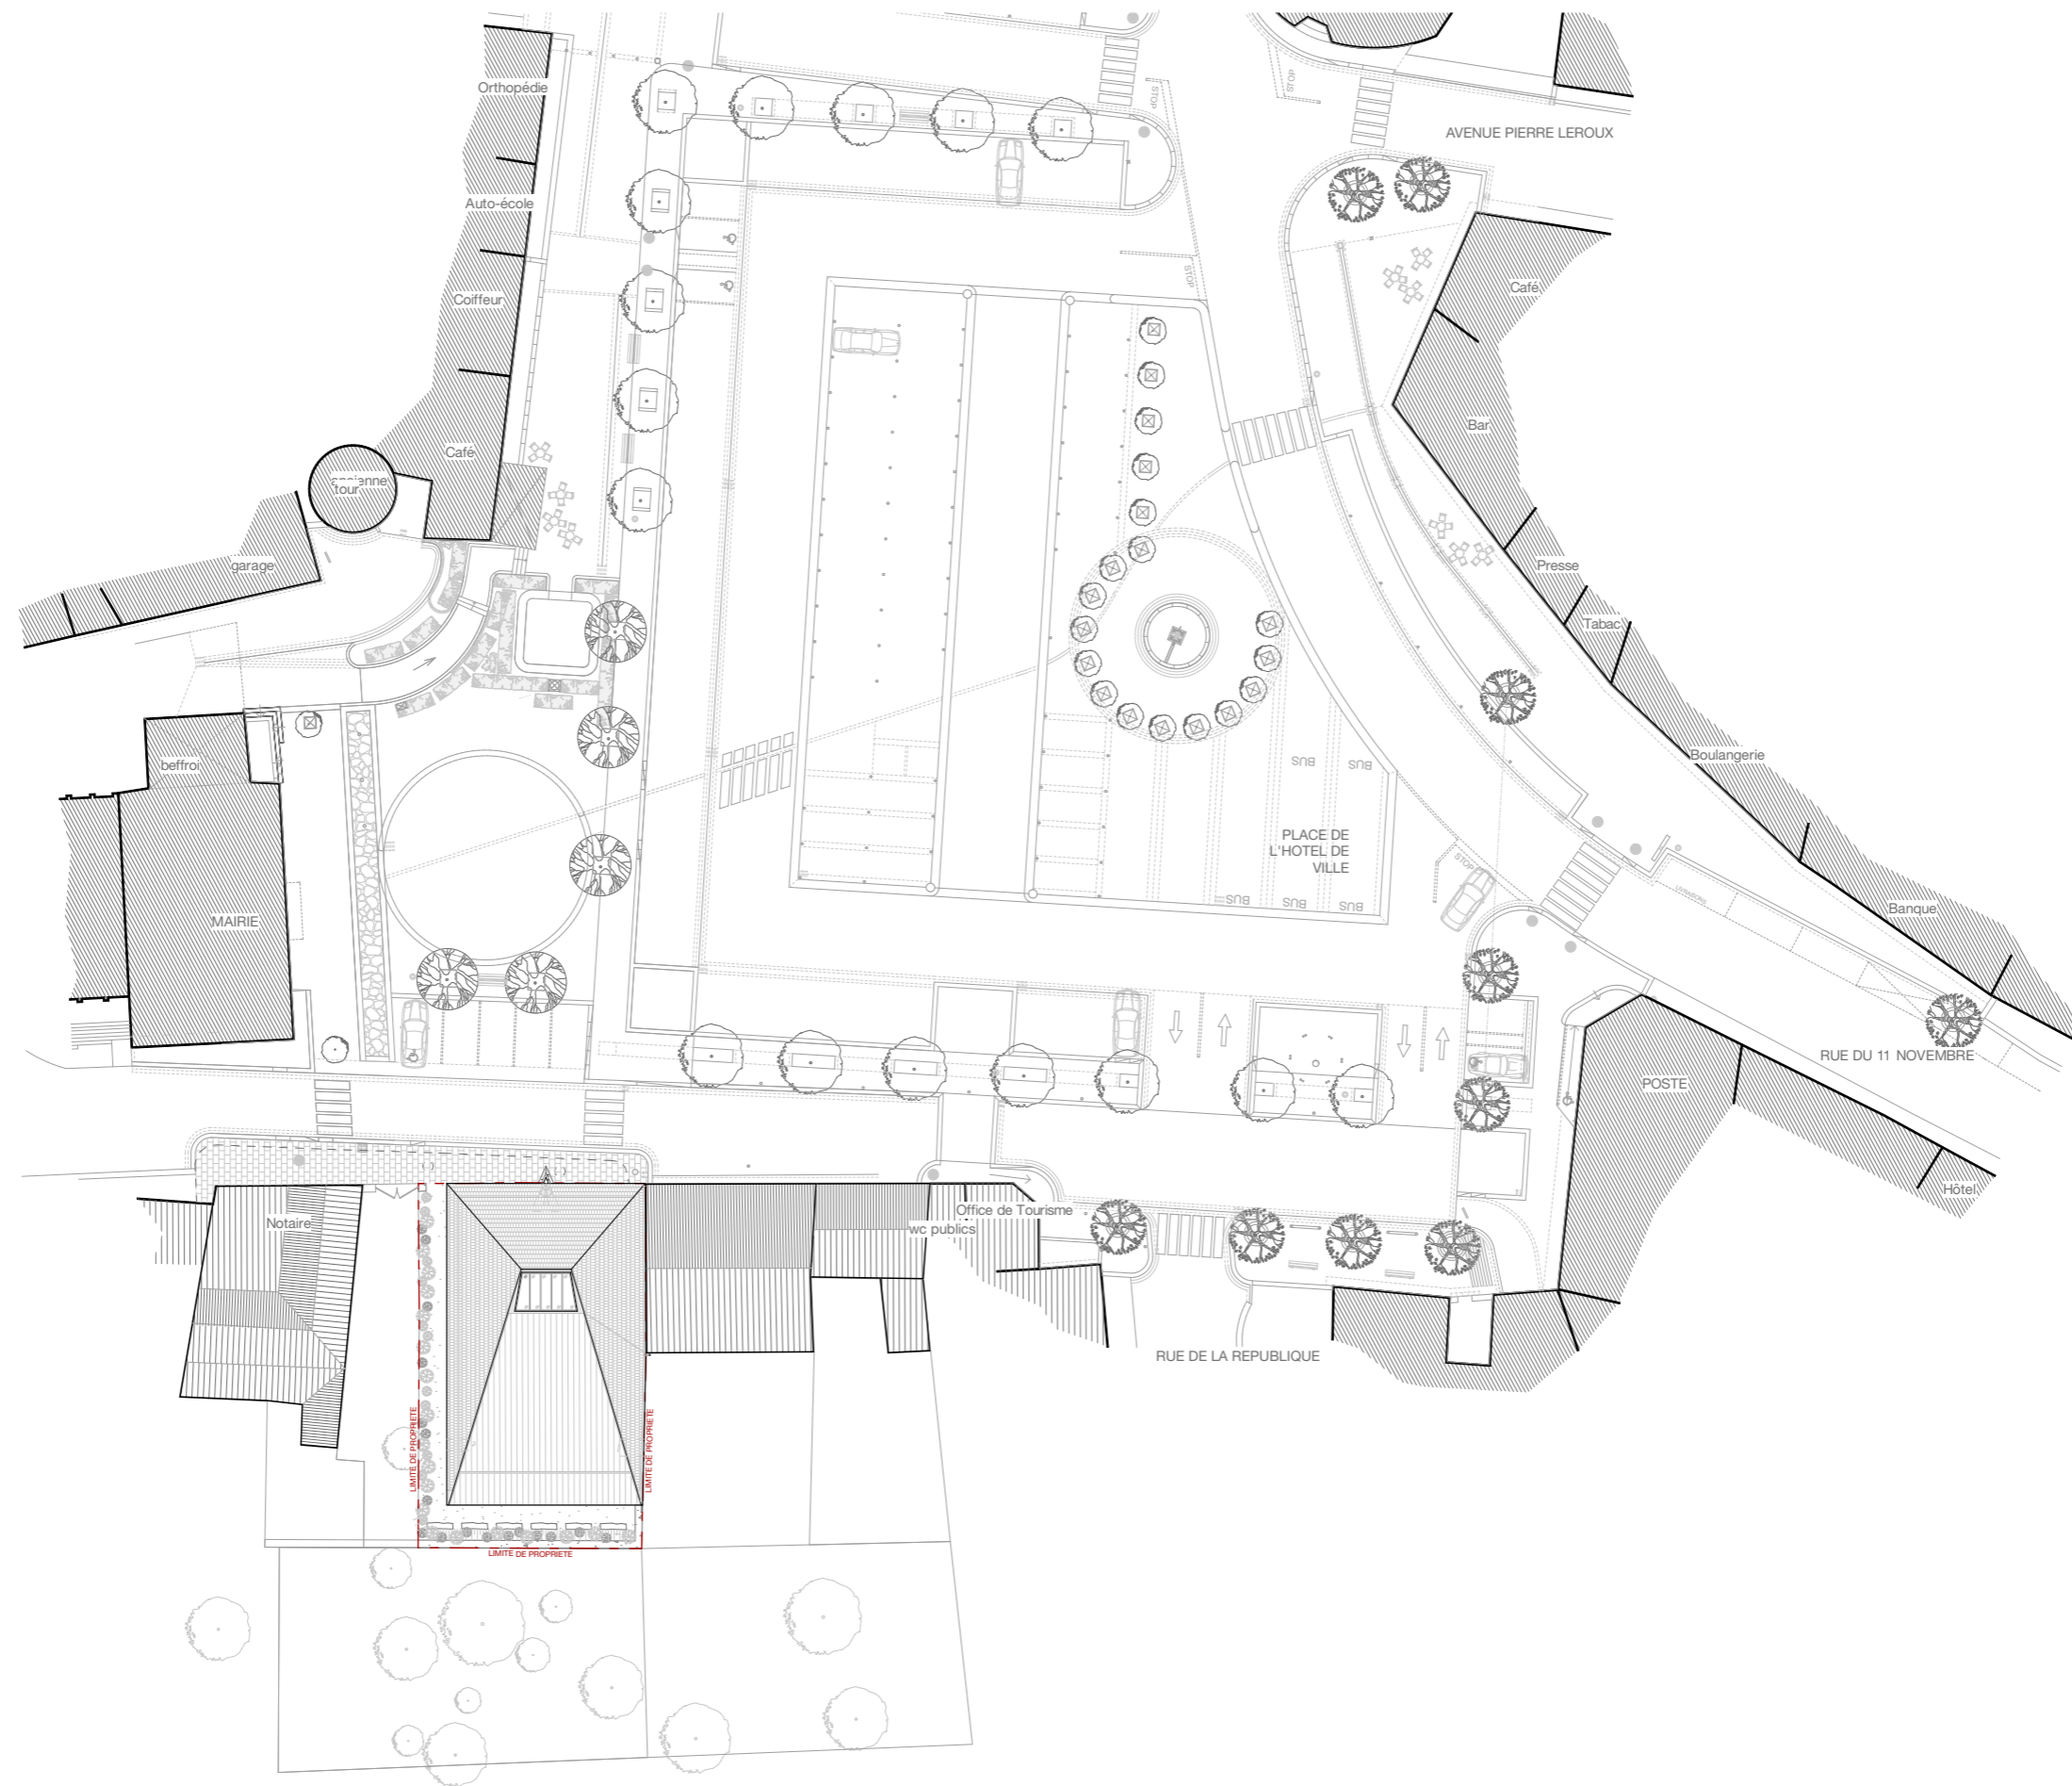 STOP
STOP
Orthopédie
AVENUE PIERRE LEROUX
Auto-école
STOP
Café
Coiffeur
Bar
Café
ancienne
tour
garage
Presse
Tabac
beffroi
BUS
BUS
Boulangerie
PLACE DE
L'HOTEL DE
VILLE
STOP
LIVRAISONS
BUS
BUS
BUS
Banque
MAIRIE
RUE DU 11 NOVEMBRE
POSTE
Hôtel
Office de Tourisme
Notaire
wc publics
RUE DE LA REPUBLIQUE
LIMITE DE PROPRIETE
LIMITE DE PROPRIETE
LIMITE DE PROPRIETE